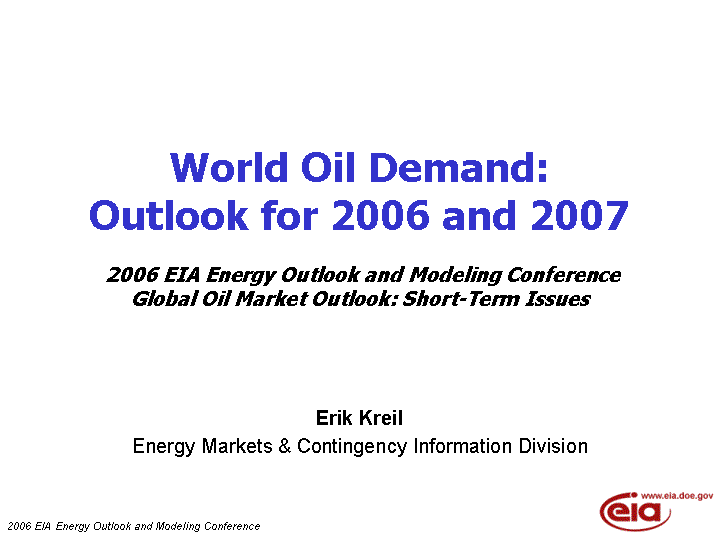 World Oil Demand:
Outlook for 2006 and 2007
2006 EIA Energy Outlook and Modeling Conference
Global Oil Market Outlook: Short-Term Issues
Erik Kreil
Energy Markets & Contingency Information Division
www.eia.doe.gov
eia
2006 EIA Energy Outlook and Modeling Conference